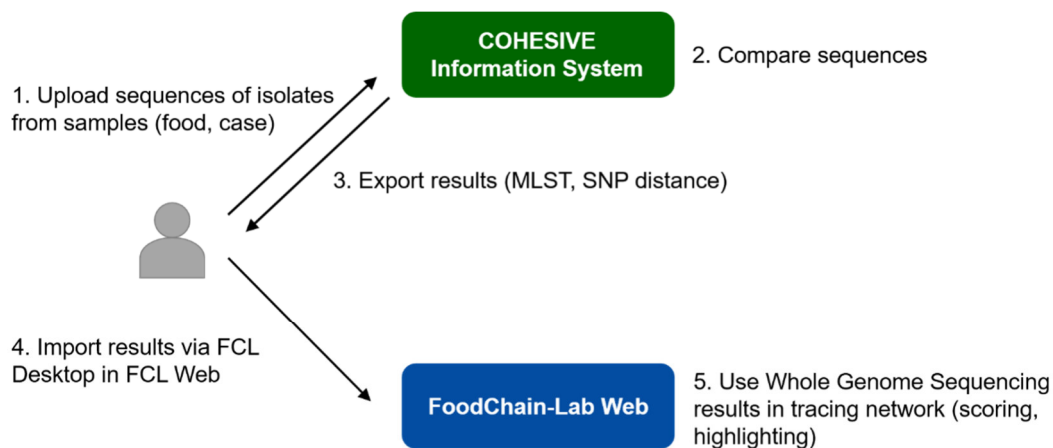 COHESIVE
Information System
2. Compare sequences
1. Upload sequences of isolates
from samples (food, case)
3. Export results (MLST, SNP distance)
4. Import results via FCL
Desktop in FCL Web
FoodChain-Lab Web
5. Use Whole Genome Sequencing
results in tracing network (scoring,
highlighting)